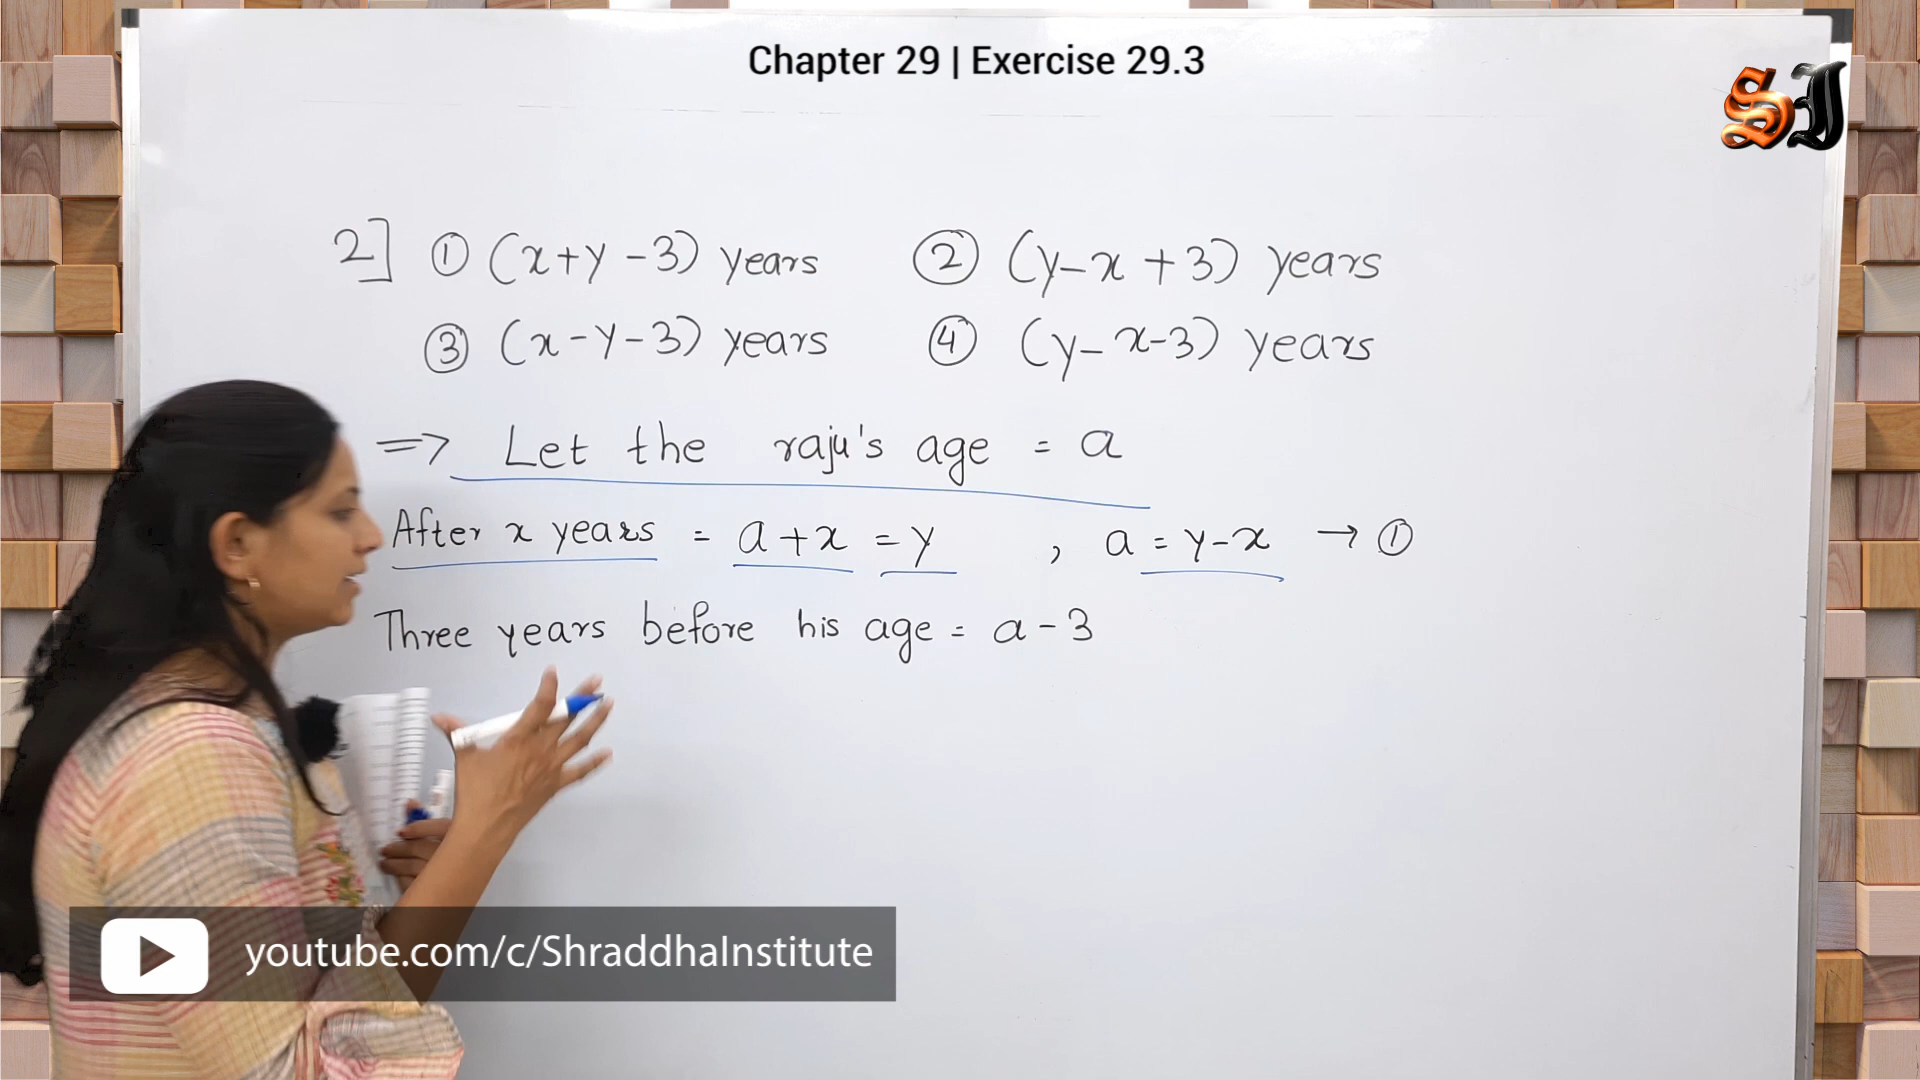 Chapter 29 | Exercise 29.3
SI
2] ① (x+y-3) years ② (y-x+3) years
③ (x-y-3) years ④ (y-x-3) years
=> Let the raju's age = a
After x years = a+x = y , a = y-x → ①
Three years before his age = a-3
youtube.com/c/ShraddhaInstitute